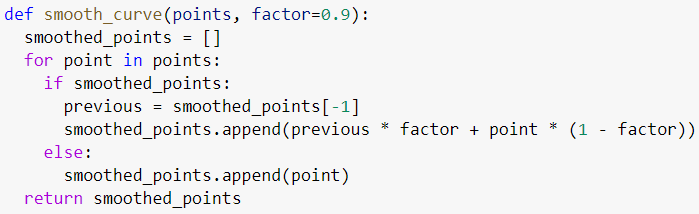 def smooth_curve(points, factor=0.9):
  smoothed_points = []
  for point in points:
    if smoothed_points:
      previous = smoothed_points[-1]
      smoothed_points.append(previous * factor + point * (1 - factor))
    else:
      smoothed_points.append(point)
  return smoothed_points